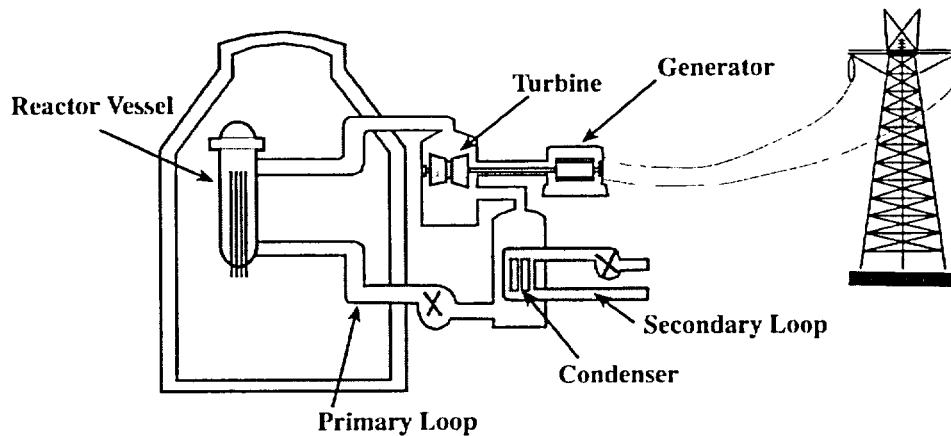 Generator
Turbine
Reactor Vessel
Secondary Loop
Condenser
Primary Loop